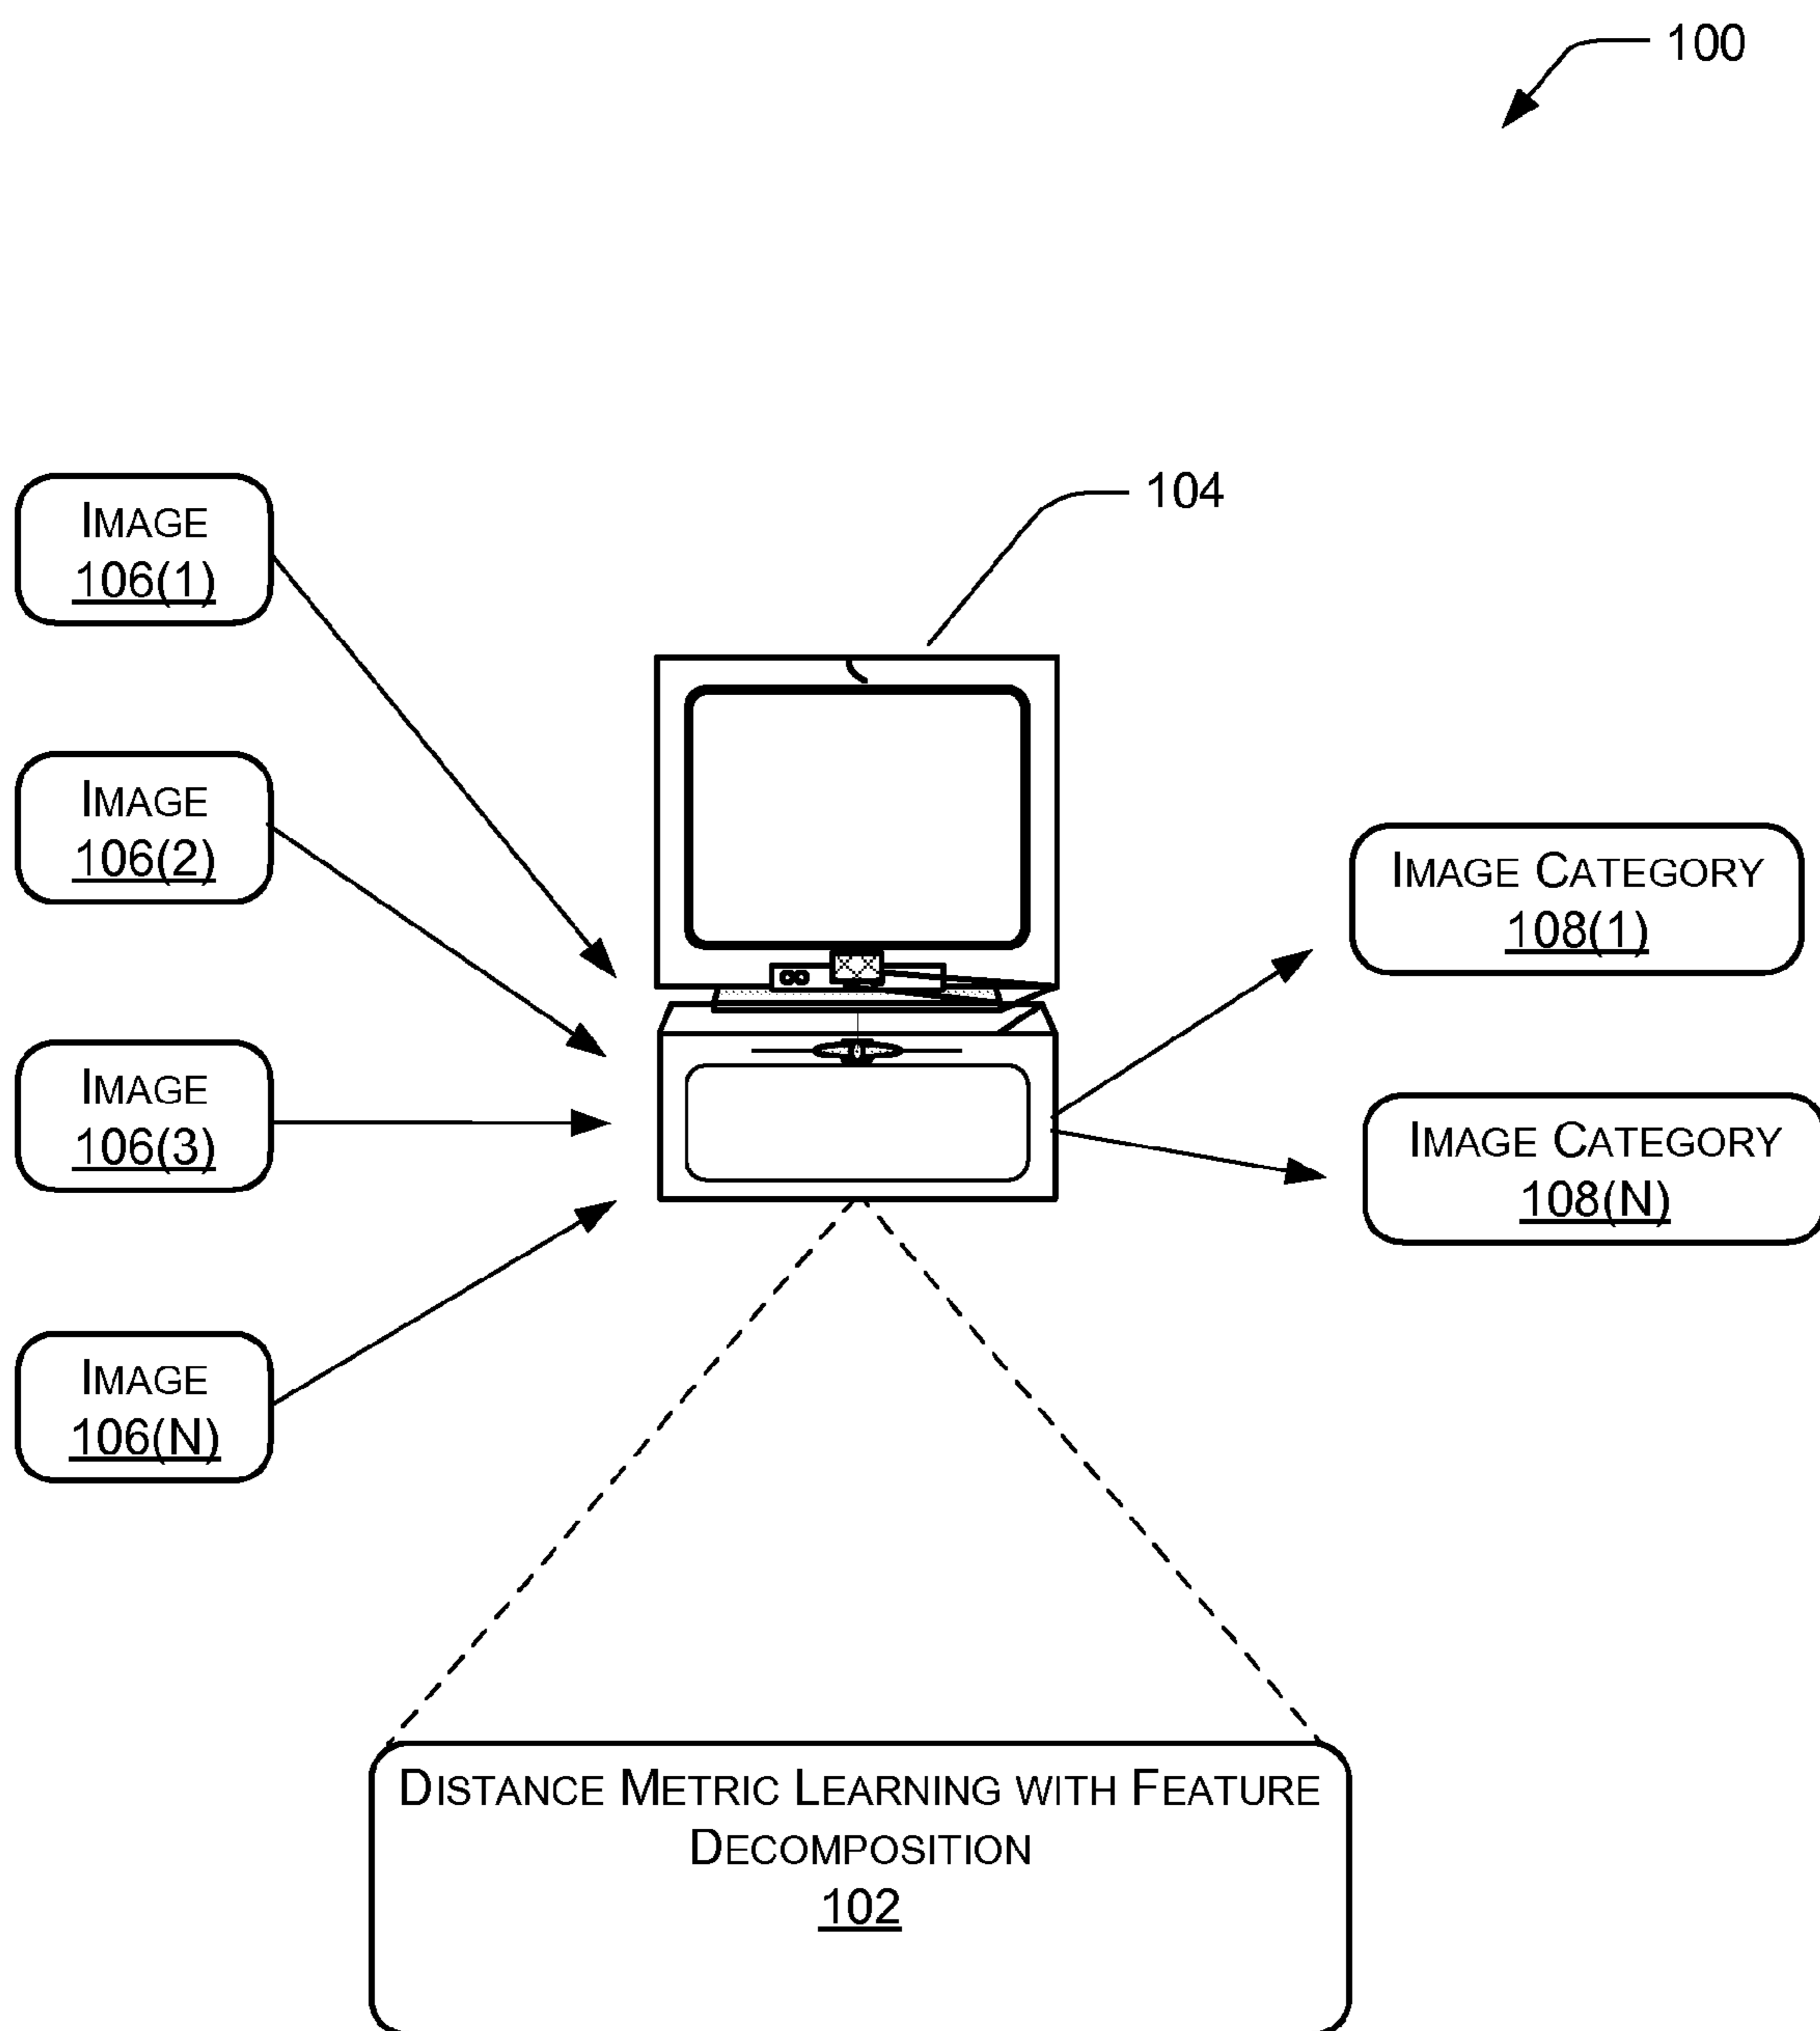 100
104
IMAGE
106(1)
IMAGE
106(2)
IMAGE
106(3)
IMAGE
106(N)
IMAGE CATEGORY
108(1)
IMAGE CATEGORY
108(N)
DISTANCE METRIC LEARNING WITH FEATURE
DECOMPOSITION
102